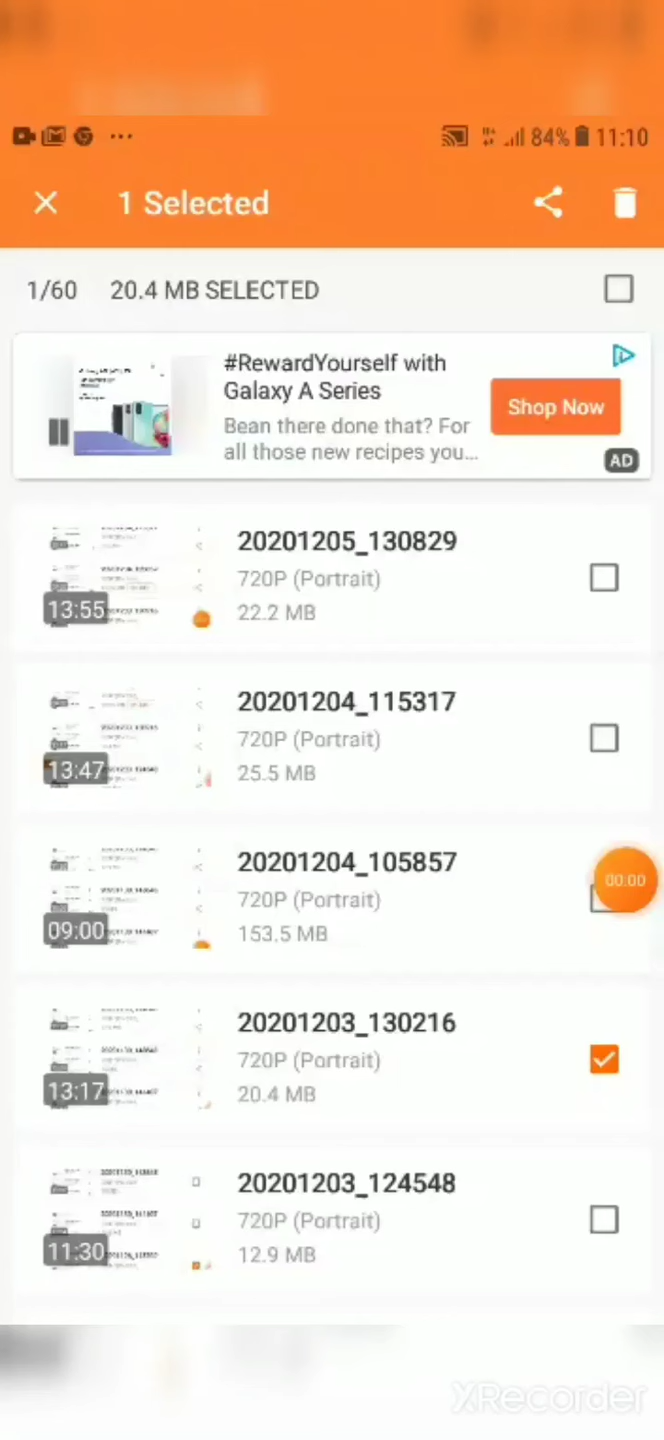 84% 11:10
1 Selected
1/60 20.4 MB SELECTED
#RewardYourself with
Galaxy A Series
Bean there done that? For
all those new recipes you...
Shop Now
AD
20201205_130829
720P (Portrait)
22.2 MB
13:55
20201204_115317
720P (Portrait)
25.5 MB
13:47
20201204_105857
720P (Portrait)
153.5 MB
09:00
00:00
20201203_130216
720P (Portrait)
20.4 MB
13:17
20201203_124548
720P (Portrait)
12.9 MB
11:30
XRecorder